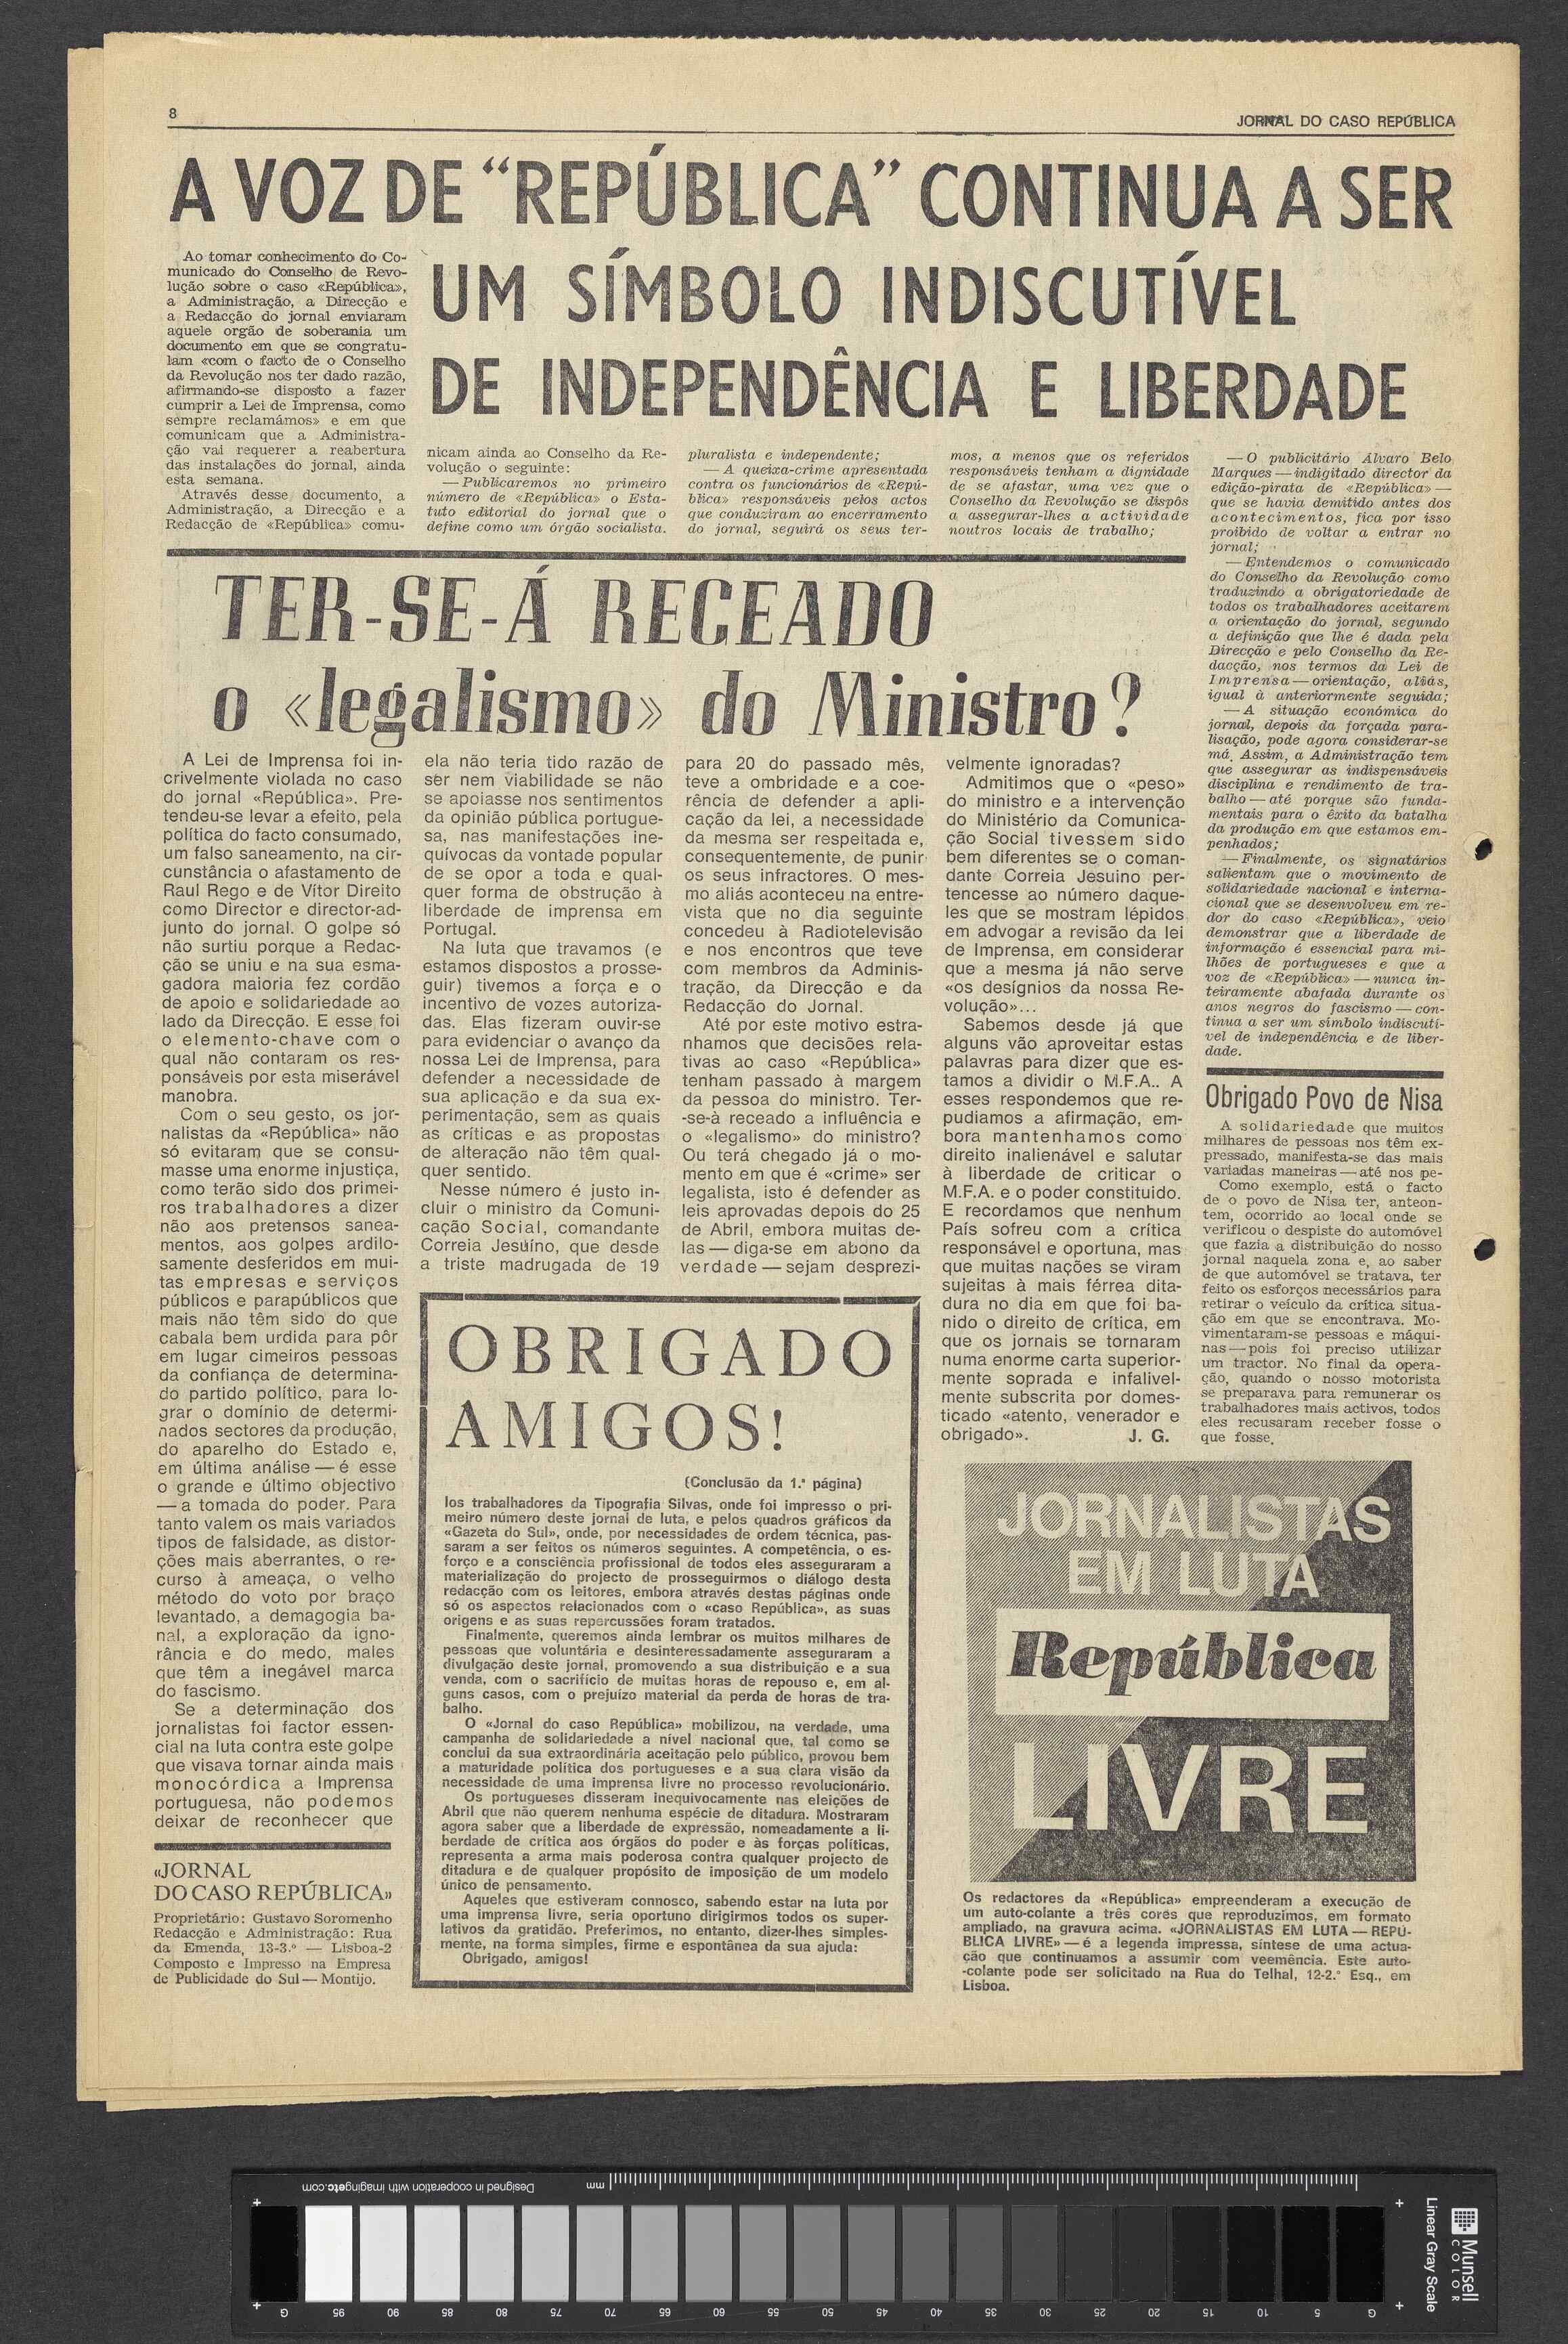 8
JORNAL DO CASO REPÚBLICA
A VOZ DE “REPÚBLICA” CONTINUA A SER
UM SÍMBOLO INDISCUTÍVEL
DE INDEPENDÊNCIA E LIBERDADE
Ao tomar conhecimento do Co-
municado do Conselho de Revo-
lução sobre o caso «República»,
a Administração, a Direcção e
a Redacção do jornal enviaram
aquele orgão de soberania um
documento em que se congratu-
lam «com o facto de o Conselho
da Revolução nos ter dado razão,
afirmando-se disposto a fazer
cumprir a Lei de Imprensa, como
sempre reclamámos» e em que
comunicam que a Administra-
ção vai requerer a reabertura
das instalações do jornal, ainda
esta semana.
Através desse documento, a
Administração, a Direcção e a
Redacção de «República» comu-
nicam ainda ao Conselho da Re-
volução o seguinte:
— Publicaremos no primeiro
número de «República» o Esta-
tuto editorial do jornal que o
define como um órgão socialista.
pluralista e independente;
— A queixa-crime apresentada
contra os funcionários de «Repú-
blica» responsáveis pelos actos
que conduziram ao encerramento
do jornal, seguirá os seus ter-
mos, a menos que os referidos
responsáveis tenham a dignidade
de se afastar, uma vez que o
Conselho da Revolução se dispôs
a assegurar-lhes a actividade
noutros locais de trabalho;
— O publicitário Álvaro Belo
Marques — indigitado director da
edição-pirata de «República» —
que se havia demitido antes dos
acontecimentos, fica por isso
proibido de voltar a entrar no
jornal;
— Entendemos o comunicado
do Conselho da Revolução como
traduzindo a obrigatoriedade de
todos os trabalhadores aceitarem
a orientação do jornal, segundo
a definição que lhe é dada pela
Direcção e pelo Conselho da Re-
dacção, nos termos da Lei de
Imprensa — orientação, aliás,
igual à anteriormente seguida;
— A situação económica do
jornal, depois da forçada para-
lisação, pode agora considerar-se
má. Assim, a Administração tem
que assegurar as indispensáveis
disciplina e rendimento de tra-
balho — até porque são funda-
mentais para o êxito da batalha
da produção em que estamos em-
penhados;
— Finalmente, os signatários
salientam que o movimento de
solidariedade nacional e interna-
cional que se desenvolveu em re-
dor do caso «República», veio
demonstrar que a liberdade de
informação é essencial para mi-
lhões de portugueses e que a
voz de «República» — nunca in-
teiramente abafada durante os
anos negros do fascismo — con-
tinua a ser um símbolo indiscutí-
vel de independência e de liber-
dade.
TER-SE-Á RECEADO
o «legalismo» do Ministro?
A Lei de Imprensa foi in-
crivelmente violada no caso
do jornal «República». Pre-
tendeu-se levar a efeito, pela
política do facto consumado,
um falso saneamento, na cir-
cunstância o afastamento de
Raul Rego e de Vítor Direito
como Director e director-ad-
junto do jornal. O golpe só
não surtiu porque a Redac-
ção se uniu e na sua esma-
gadora maioria fez cordão
de apoio e solidariedade ao
lado da Direcção. E esse foi
o elemento-chave com o
qual não contaram os res-
ponsáveis por esta miserável
manobra.
Com o seu gesto, os jor-
nalistas da «República» não
só evitaram que se consu-
masse uma enorme injustiça,
como terão sido dos primei-
ros trabalhadores a dizer
não aos pretensos sanea-
mentos, aos golpes ardilo-
samente desferidos em mui-
tas empresas e serviços
públicos e parapúblicos que
mais não têm sido do que
cabala bem urdida para pôr
em lugar cimeiros pessoas
da confiança de determina-
do partido político, para lo-
grar o domínio de determi-
nados sectores da produção,
do aparelho do Estado e,
em última análise — é esse
o grande e último objectivo
— a tomada do poder. Para
tanto valem os mais variados
tipos de falsidade, as distor-
ções mais aberrantes, o re-
curso à ameaça, o velho
método do voto por braço
levantado, a demagogia ba-
nal, a exploração da igno-
rância e do medo, males
que têm a inegável marca
do fascismo.
Se a determinação dos
jornalistas foi factor essen-
cial na luta contra este golpe
que visava tornar ainda mais
monocórdica a Imprensa
portuguesa, não podemos
deixar de reconhecer que
ela não teria tido razão de
ser nem viabilidade se não
se apoiasse nos sentimentos
da opinião pública portugue-
sa, nas manifestações ine-
quívocas da vontade popular
de se opor a toda e qual-
quer forma de obstrução à
liberdade de imprensa em
Portugal.
Na luta que travamos (e
estamos dispostos a prosse-
guir) tivemos a força e o
incentivo de vozes autoriza-
das. Elas fizeram ouvir-se
para evidenciar o avanço da
nossa Lei de Imprensa, para
defender a necessidade de
sua aplicação e da sua ex-
perimentação, sem as quais
as críticas e as propostas
de alteração não têm qual-
quer sentido.
Nesse número é justo in-
cluir o ministro da Comuni-
cação Social, comandante
Correia Jesuíno, que desde
a triste madrugada de 19
para 20 do passado mês,
teve a ombridade e a coe-
rência de defender a apli-
cação da lei, a necessidade
da mesma ser respeitada e,
consequentemente, de punir
os seus infractores. O mes-
mo aliás aconteceu na entre-
vista que no dia seguinte
concedeu à Radiotelevisão
e nos encontros que teve
com membros da Adminis-
tração, da Direcção e da
Redacção do Jornal.
Até por este motivo estra-
nhamos que decisões rela-
tivas ao caso «República»
tenham passado à margem
da pessoa do ministro. Ter-
-se-à receado a influência e
o «legalismo» do ministro?
Ou terá chegado já o mo-
mento em que é «crime» ser
legalista, isto é defender as
leis aprovadas depois do 25
de Abril, embora muitas de-
las — diga-se em abono da
verdade — sejam desprezi-
velmente ignoradas?
Admitimos que o «peso»
do ministro e a intervenção
do Ministério da Comunica-
ção Social tivessem sido
bem diferentes se o coman-
dante Correia Jesuino per-
tencesse ao número daque-
les que se mostram lépidos
em advogar a revisão da lei
de Imprensa, em considerar
que a mesma já não serve
«os desígnios da nossa Re-
volução»...
Sabemos desde já que
alguns vão aproveitar estas
palavras para dizer que es-
tamos a dividir o M.F.A.. A
esses respondemos que re-
pudiamos a afirmação, em-
bora mantenhamos como
direito inalienável e salutar
à liberdade de criticar o
M.F.A. e o poder constituido.
E recordamos que nenhum
País sofreu com a crítica
responsável e oportuna, mas
que muitas nações se viram
sujeitas à mais férrea dita-
dura no dia em que foi ba-
nido o direito de crítica, em
que os jornais se tornaram
numa enorme carta superior-
mente soprada e infalivel-
mente subscrita por domes-
ticado «atento, venerador e
obrigado».
J. G.
Obrigado Povo de Nisa
A solidariedade que muitos
milhares de pessoas nos têm ex-
pressado, manifesta-se das mais
variadas maneiras — até nos pe-
Como exemplo, está o facto
de o povo de Nisa ter, anteon-
tem, ocorrido ao local onde se
verificou o despiste do automóvel
que fazia a distribuição do nosso
jornal naquela zona e, ao saber
de que automóvel se tratava, ter
feito os esforços necessários para
retirar o veículo da crítica situa-
ção em que se encontrava. Mo-
vimentaram-se pessoas e máqui-
nas — pois foi preciso utilizar
um tractor. No final da opera-
ção, quando o nosso motorista
se preparava para remunerar os
trabalhadores mais activos, todos
eles recusaram receber fosse o
que fosse.
OBRIGADO
AMIGOS!
(Conclusão da 1.ª página)
los trabalhadores da Tipografia Silvas, onde foi impresso o pri-
meiro número deste jornal de luta, e pelos quadros gráficos da
«Gazeta do Sul», onde, por necessidades de ordem técnica, pas-
saram a ser feitos os números seguintes. A competência, o es-
forço e a consciência profissional de todos eles asseguraram a
materialização do projecto de prosseguirmos o diálogo desta
redacção com os leitores, embora através destas páginas onde
só os aspectos relacionados com o «caso República», as suas
origens e as suas repercussões foram tratados.
Finalmente, queremos ainda lembrar os muitos milhares de
pessoas que voluntária e desinteressadamente asseguraram a
divulgação deste jornal, promovendo a sua distribuição e a sua
venda, com o sacrifício de muitas horas de repouso e, em al-
guns casos, com o prejuízo material da perda de horas de tra-
balho.
O «Jornal do caso República» mobilizou, na verdade, uma
campanha de solidariedade a nível nacional que, tal como se
conclui da sua extraordinária aceitação pelo público, provou bem
a maturidade política dos portugueses e a sua clara visão da
necessidade de uma imprensa livre no processo revolucionário.
Os portugueses disseram inequivocamente nas eleições de
Abril que não querem nenhuma espécie de ditadura. Mostraram
agora saber que a liberdade de expressão, nomeadamente a li-
berdade de crítica aos órgãos do poder e às forças políticas,
representa a arma mais poderosa contra qualquer projecto de
ditadura e de qualquer propósito de imposição de um modelo
único de pensamento.
Aqueles que estiveram connosco, sabendo estar na luta por
uma imprensa livre, seria oportuno dirigirmos todos os super-
lativos da gratidão. Preferimos, no entanto, dizer-lhes simples-
mente, na forma simples, firme e espontânea da sua ajuda:
Obrigado, amigos!
JORNALISTAS
EM LUTA
República
LIVRE
Os redactores da «República» empreenderam a execução de
um auto-colante a três cores que reproduzimos, em formato
ampliado, na gravura acima. «JORNALISTAS EM LUTA — REPÚ-
BLICA LIVRE» — é a legenda impressa, síntese de uma actua-
ção que continuamos a assumir com veemência. Este auto-
-colante pode ser solicitado na Rua do Telhal, 12-2.º Esq., em
Lisboa.
«JORNAL
DO CASO REPÚBLICA»
Proprietário: Gustavo Soromenho
Redacção e Administração: Rua
da Emenda, 13-3.º — Lisboa-2
Composto e Impresso na Empresa
de Publicidade do Sul — Montijo.
Designed in cooperation with imagingetc.com
mm
Munsell
COLOR
Linear Gray Scale
G 95 90 85 80 75 70 65 60 55 50 45 40 35 30 25 20 15 10 5 G